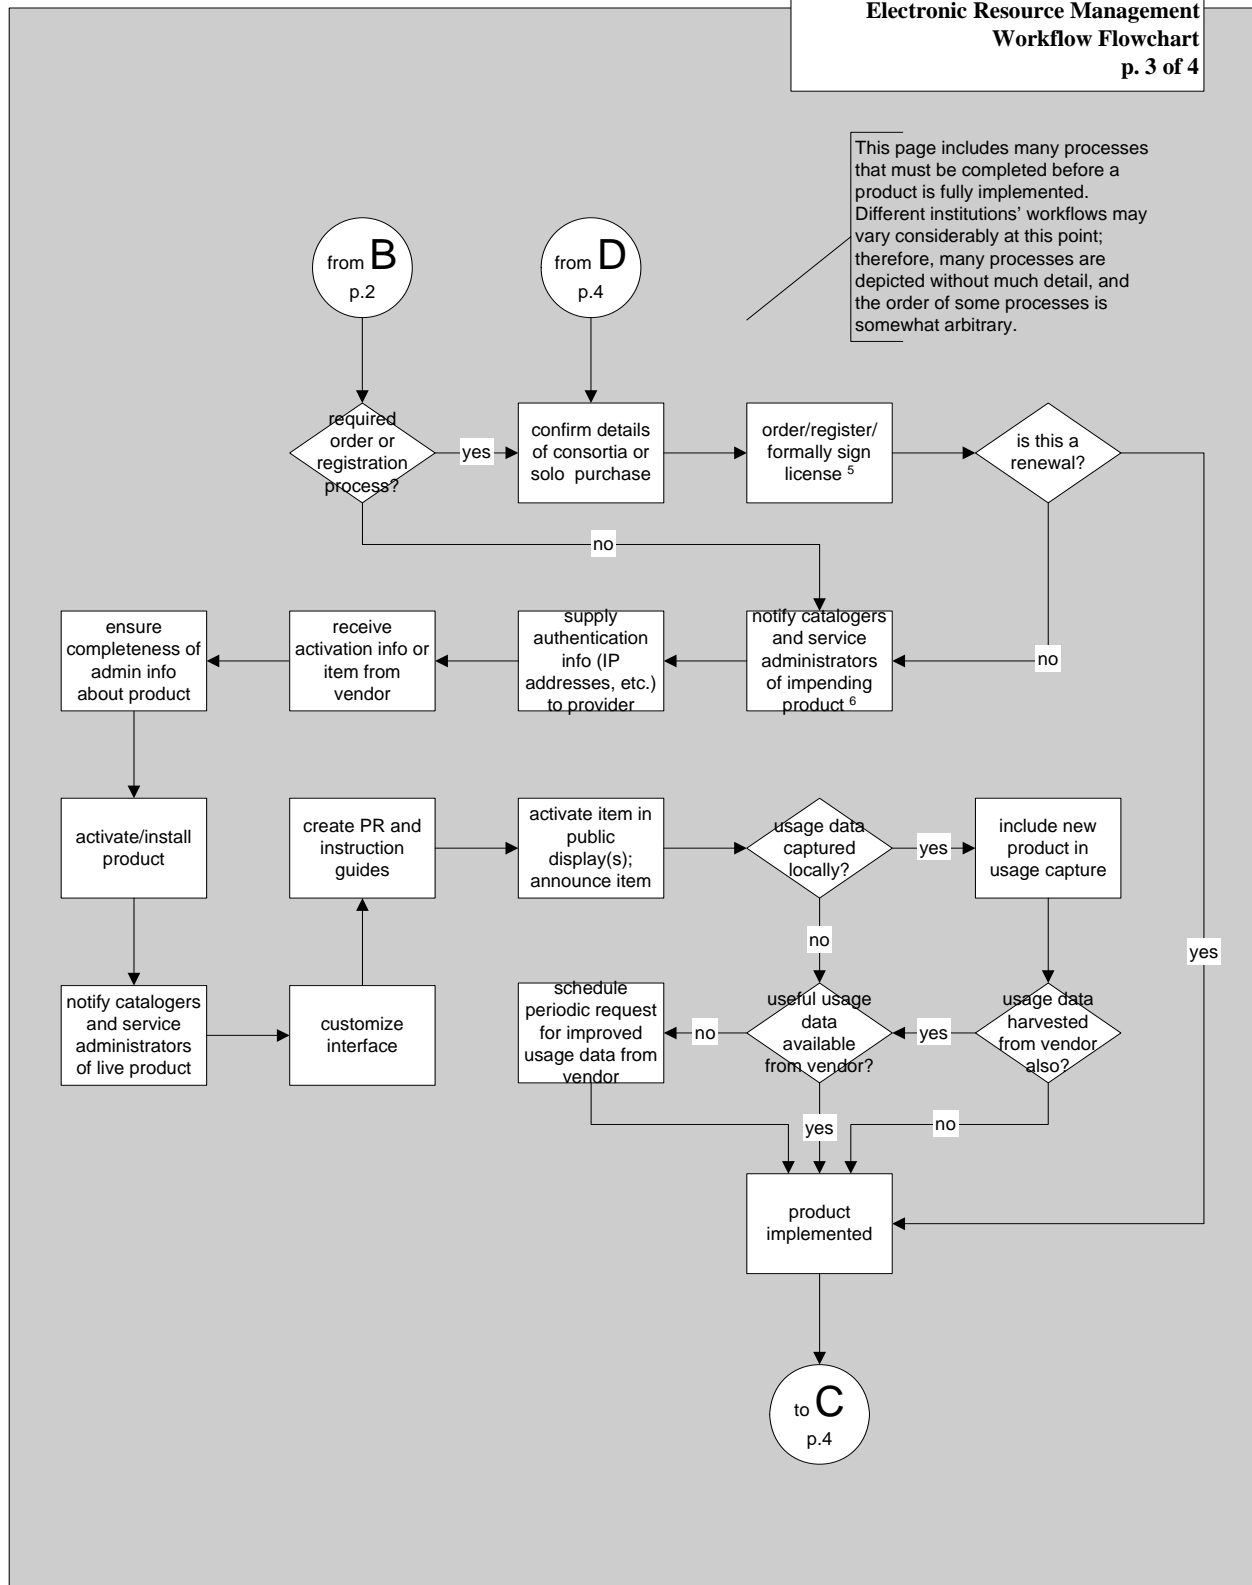 Electronic Resource Management
Workflow Flowchart
p. 3 of 4
This page includes many processes
that must be completed before a
product is fully implemented.
Different institutions’ workflows may
vary considerably at this point;
therefore, many processes are
depicted without much detail, and
the order of some processes is
somewhat arbitrary.
from B
p.2
from D
p.4
required
order or
registration
process?
yes
confirm details
of consortia or
solo purchase
order/register/
formally sign
license 5
is this a
renewal?
no
ensure
completeness of
admin info
about product
receive
activation info or
item from
vendor
supply
authentication
info (IP
addresses, etc.)
to provider
notify catalogers
and service
administrators
of impending
product 6
no
activate/install
product
create PR and
instruction
guides
activate item in
public
display(s);
announce item
usage data
captured
locally?
yes
include new
product in
usage capture
no
yes
notify catalogers
and service
administrators
of live product
customize
interface
schedule
periodic request
for improved
usage data from
vendor
no
useful usage
data
available
from vendor?
yes
usage data
harvested
from vendor
also?
yes
no
product
implemented
to C
p.4